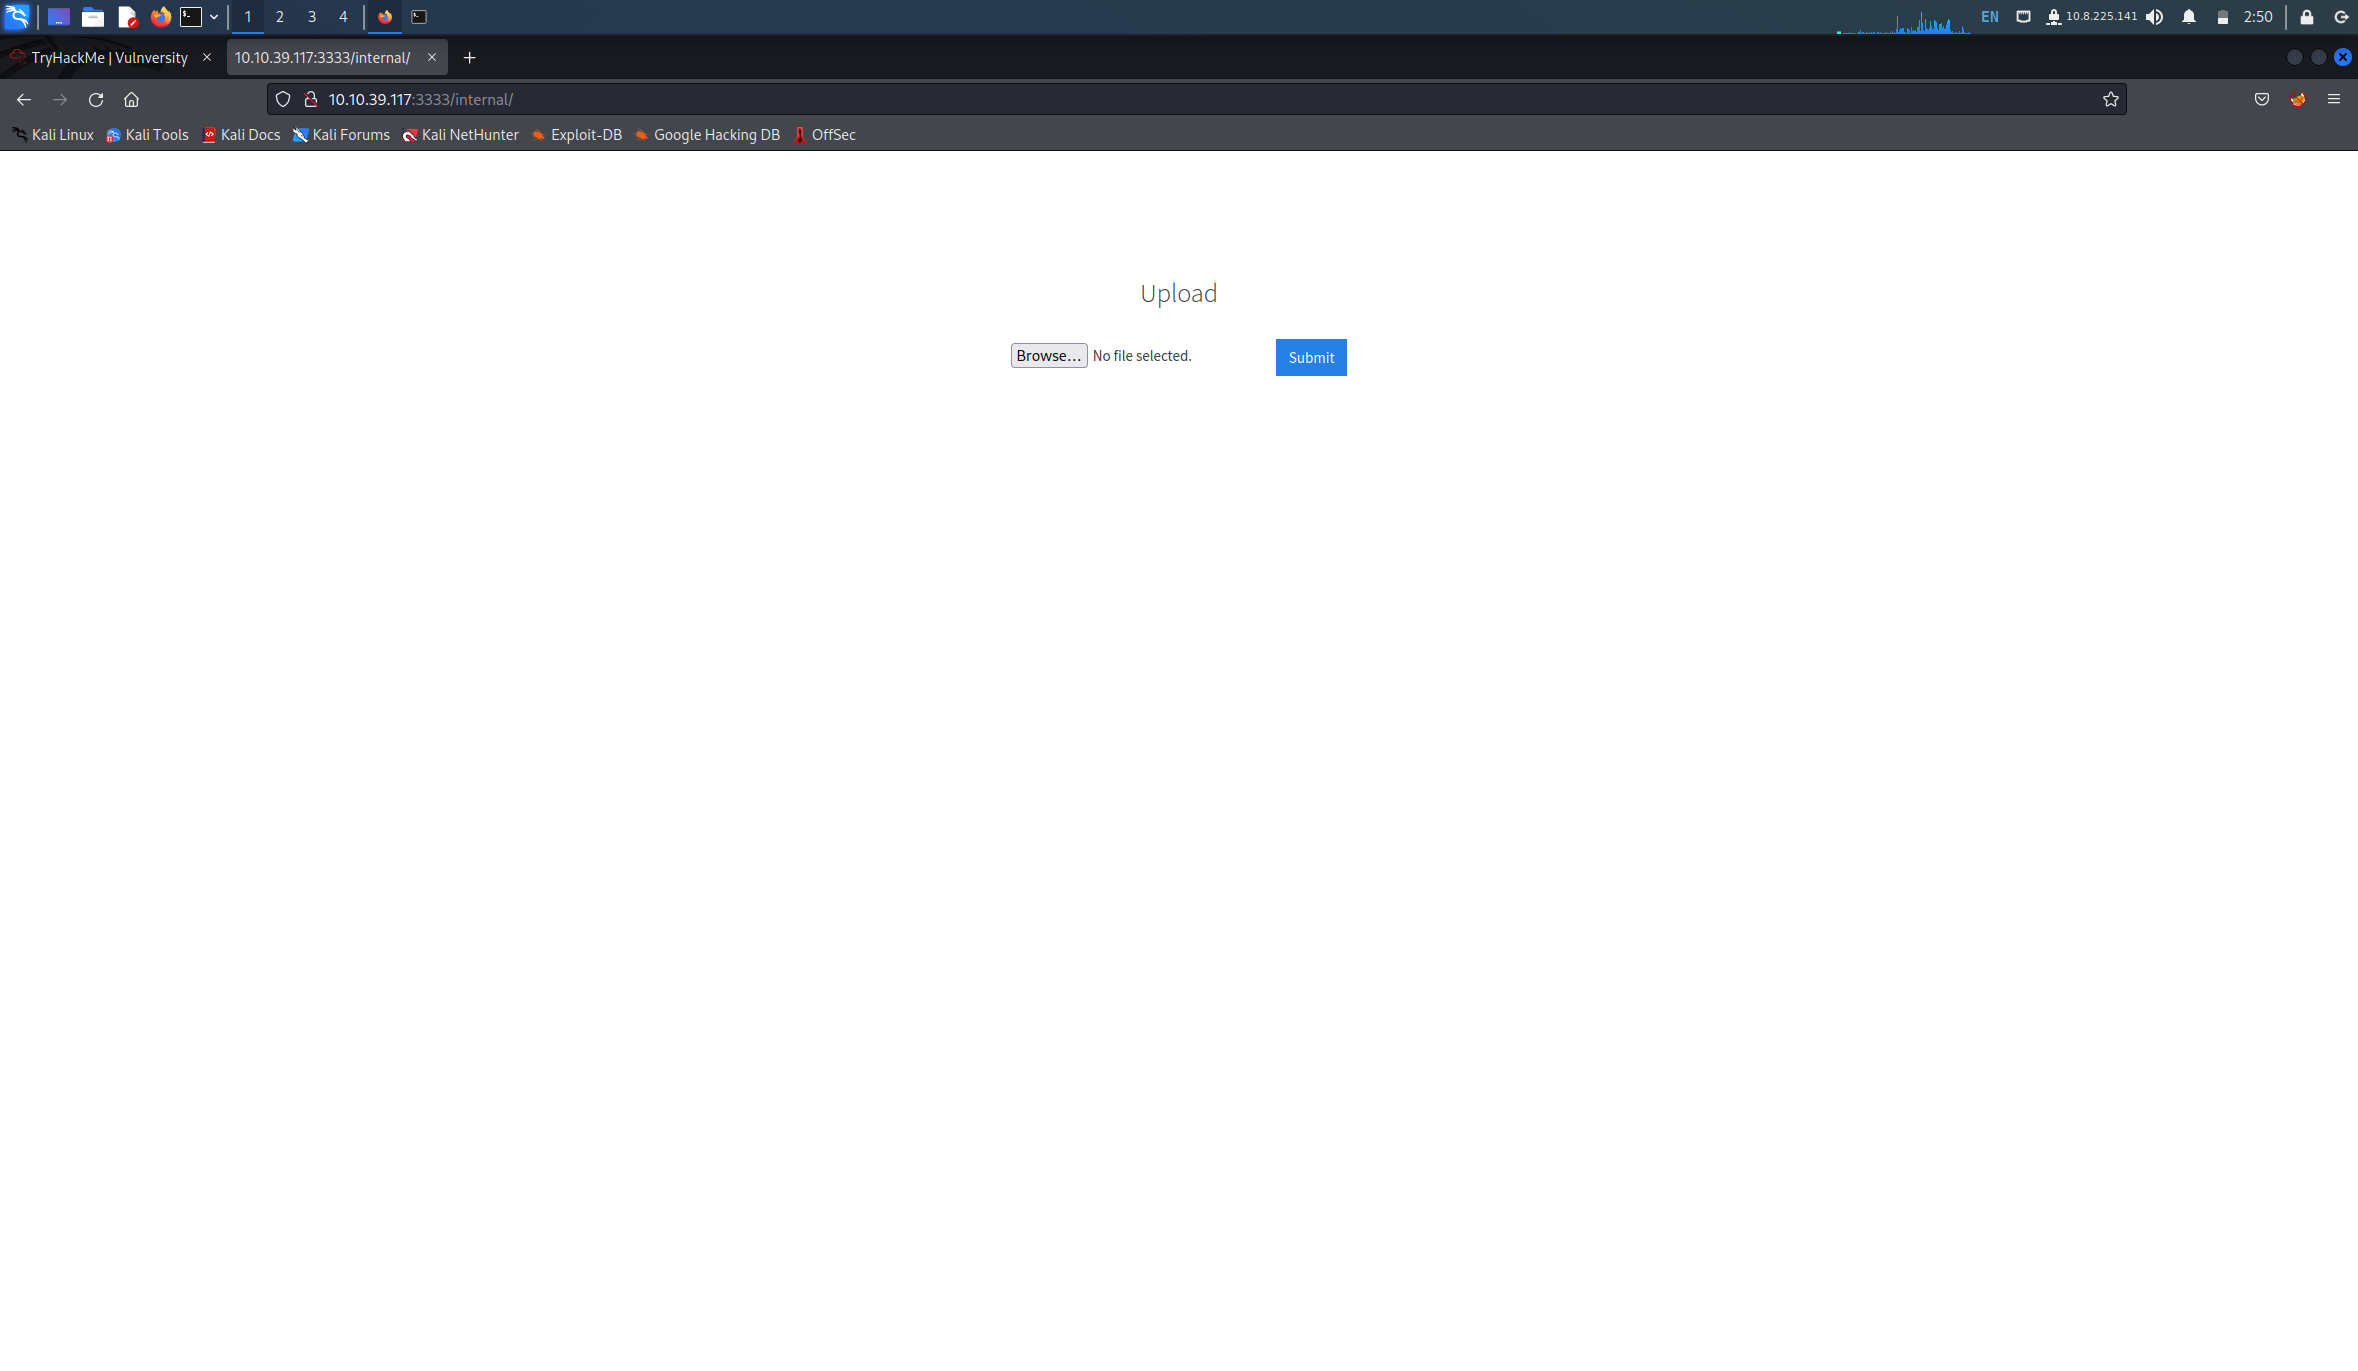 1 2 3 4 EN 10.8.225.141 2:50
TryHackMe | Vulnversity 10.10.39.117:3333/internal/
10.10.39.117:3333/internal/
Kali Linux Kali Tools Kali Docs Kali Forums Kali NetHunter Exploit-DB Google Hacking DB OffSec
Upload
Browse... No file selected. Submit